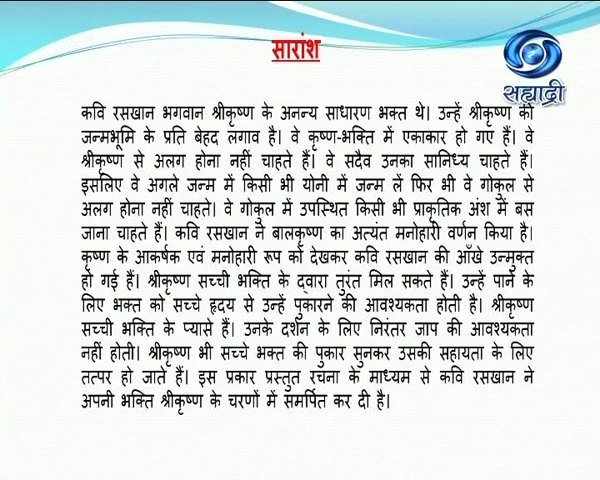 सारांश
सह्याद्री
कवि रसखान भगवान श्रीकृष्ण के अनन्य साधारण भक्त थे। उन्हें श्रीकृष्ण की
जन्मभूमि के प्रति बेहद लगाव है। वे कृष्ण-भक्ति में एकाकार हो गए हैं। वे
श्रीकृष्ण से अलग होना नहीं चाहते हैं। वे सदैव उनका सानिध्य चाहते हैं।
इसलिए वे अगले जन्म में किसी भी योनी में जन्म लें फिर भी वे गोकुल से
अलग होना नहीं चाहते। वे गोकुल में उपस्थित किसी भी प्राकृतिक अंश में बस
जाना चाहते हैं। कवि रसखान ने बालकृष्ण का अत्यंत मनोहारी वर्णन किया है।
कृष्ण के आकर्षक एवं मनोहारी रूप को देखकर कवि रसखान की आँखे उन्मुक्त
हो गई हैं। श्रीकृष्ण सच्ची भक्ति के द्वारा तुरंत मिल सकते हैं। उन्हें पाने के
लिए भक्त को सच्चे हृदय से उन्हें पुकारने की आवश्यकता होती है। श्रीकृष्ण
सच्ची भक्ति के प्यासे हैं। उनके दर्शन के लिए निरंतर जाप की आवश्यकता
नहीं होती। श्रीकृष्ण भी सच्चे भक्त की पुकार सुनकर उसकी सहायता के लिए
तत्पर हो जाते हैं। इस प्रकार प्रस्तुत रचना के माध्यम से कवि रसखान ने
अपनी भक्ति श्रीकृष्ण के चरणों में समर्पित कर दी है।